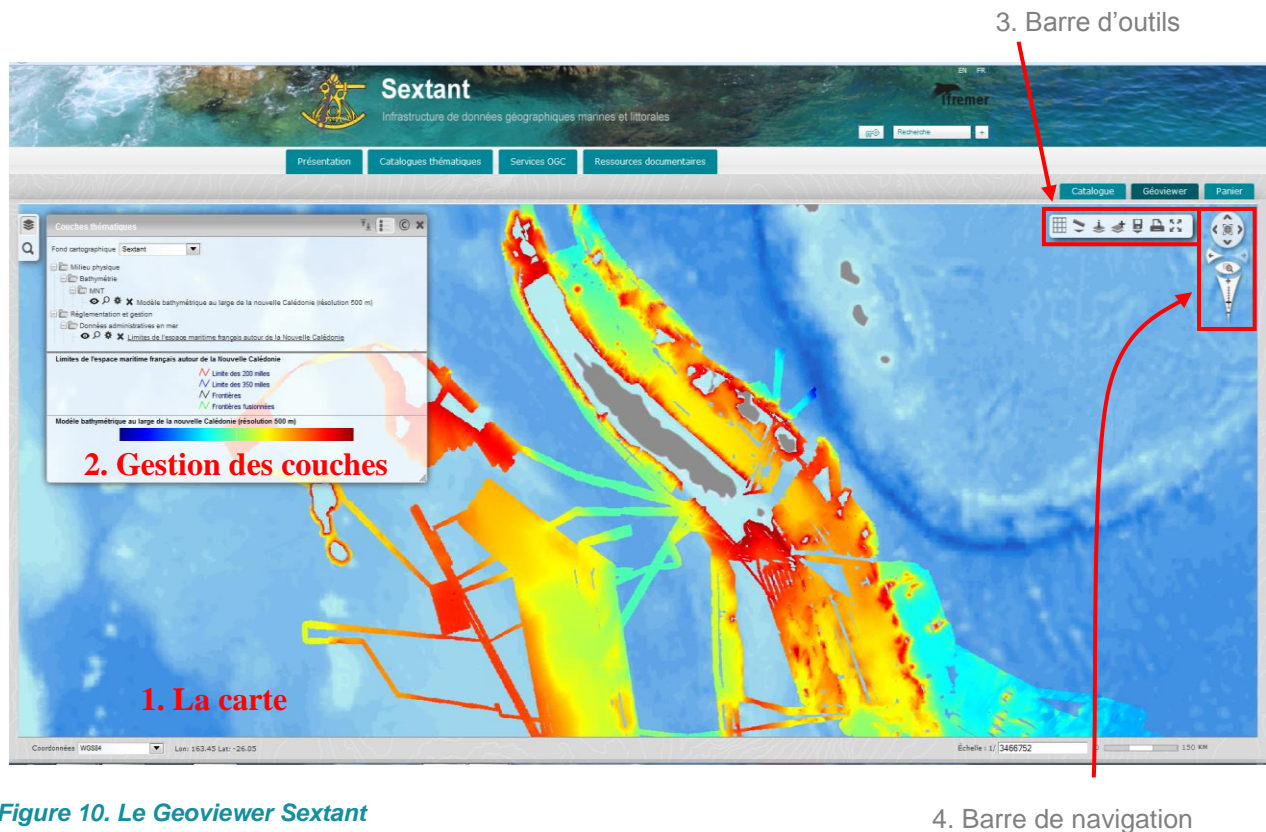 3. Barre d’outils
Sextant
Infrastructure de données géographiques marines et littorales
EN FR
Ifremer
Recherche +
Présentation Catalogues thématiques Services OGC Ressources documentaires
Catalogue Géoviewer Panier
Couches thématiques
Fond cartographique Sextant
Milieu physique
Bathymétrie
MNT
Modèle bathymétrique au large de la nouvelle Calédonie (résolution 500 m)
Réglementation et gestion
Données administratives en mer
Limites de l'espace maritime français autour de la Nouvelle Calédonie
Limites de l'espace maritime français autour de la Nouvelle Calédonie
Limite des 200 milles
Limite des 350 milles
Frontières
Frontières fusionnées
Modèle bathymétrique au large de la nouvelle Calédonie (résolution 500 m)
2. Gestion des couches
1. La carte
Coordonnées WGS84 Lon: 163.45 Lat: -26.05
Échelle : 1/ 3466752 0 150 KM
Figure 10. Le Geoviewer Sextant
4. Barre de navigation